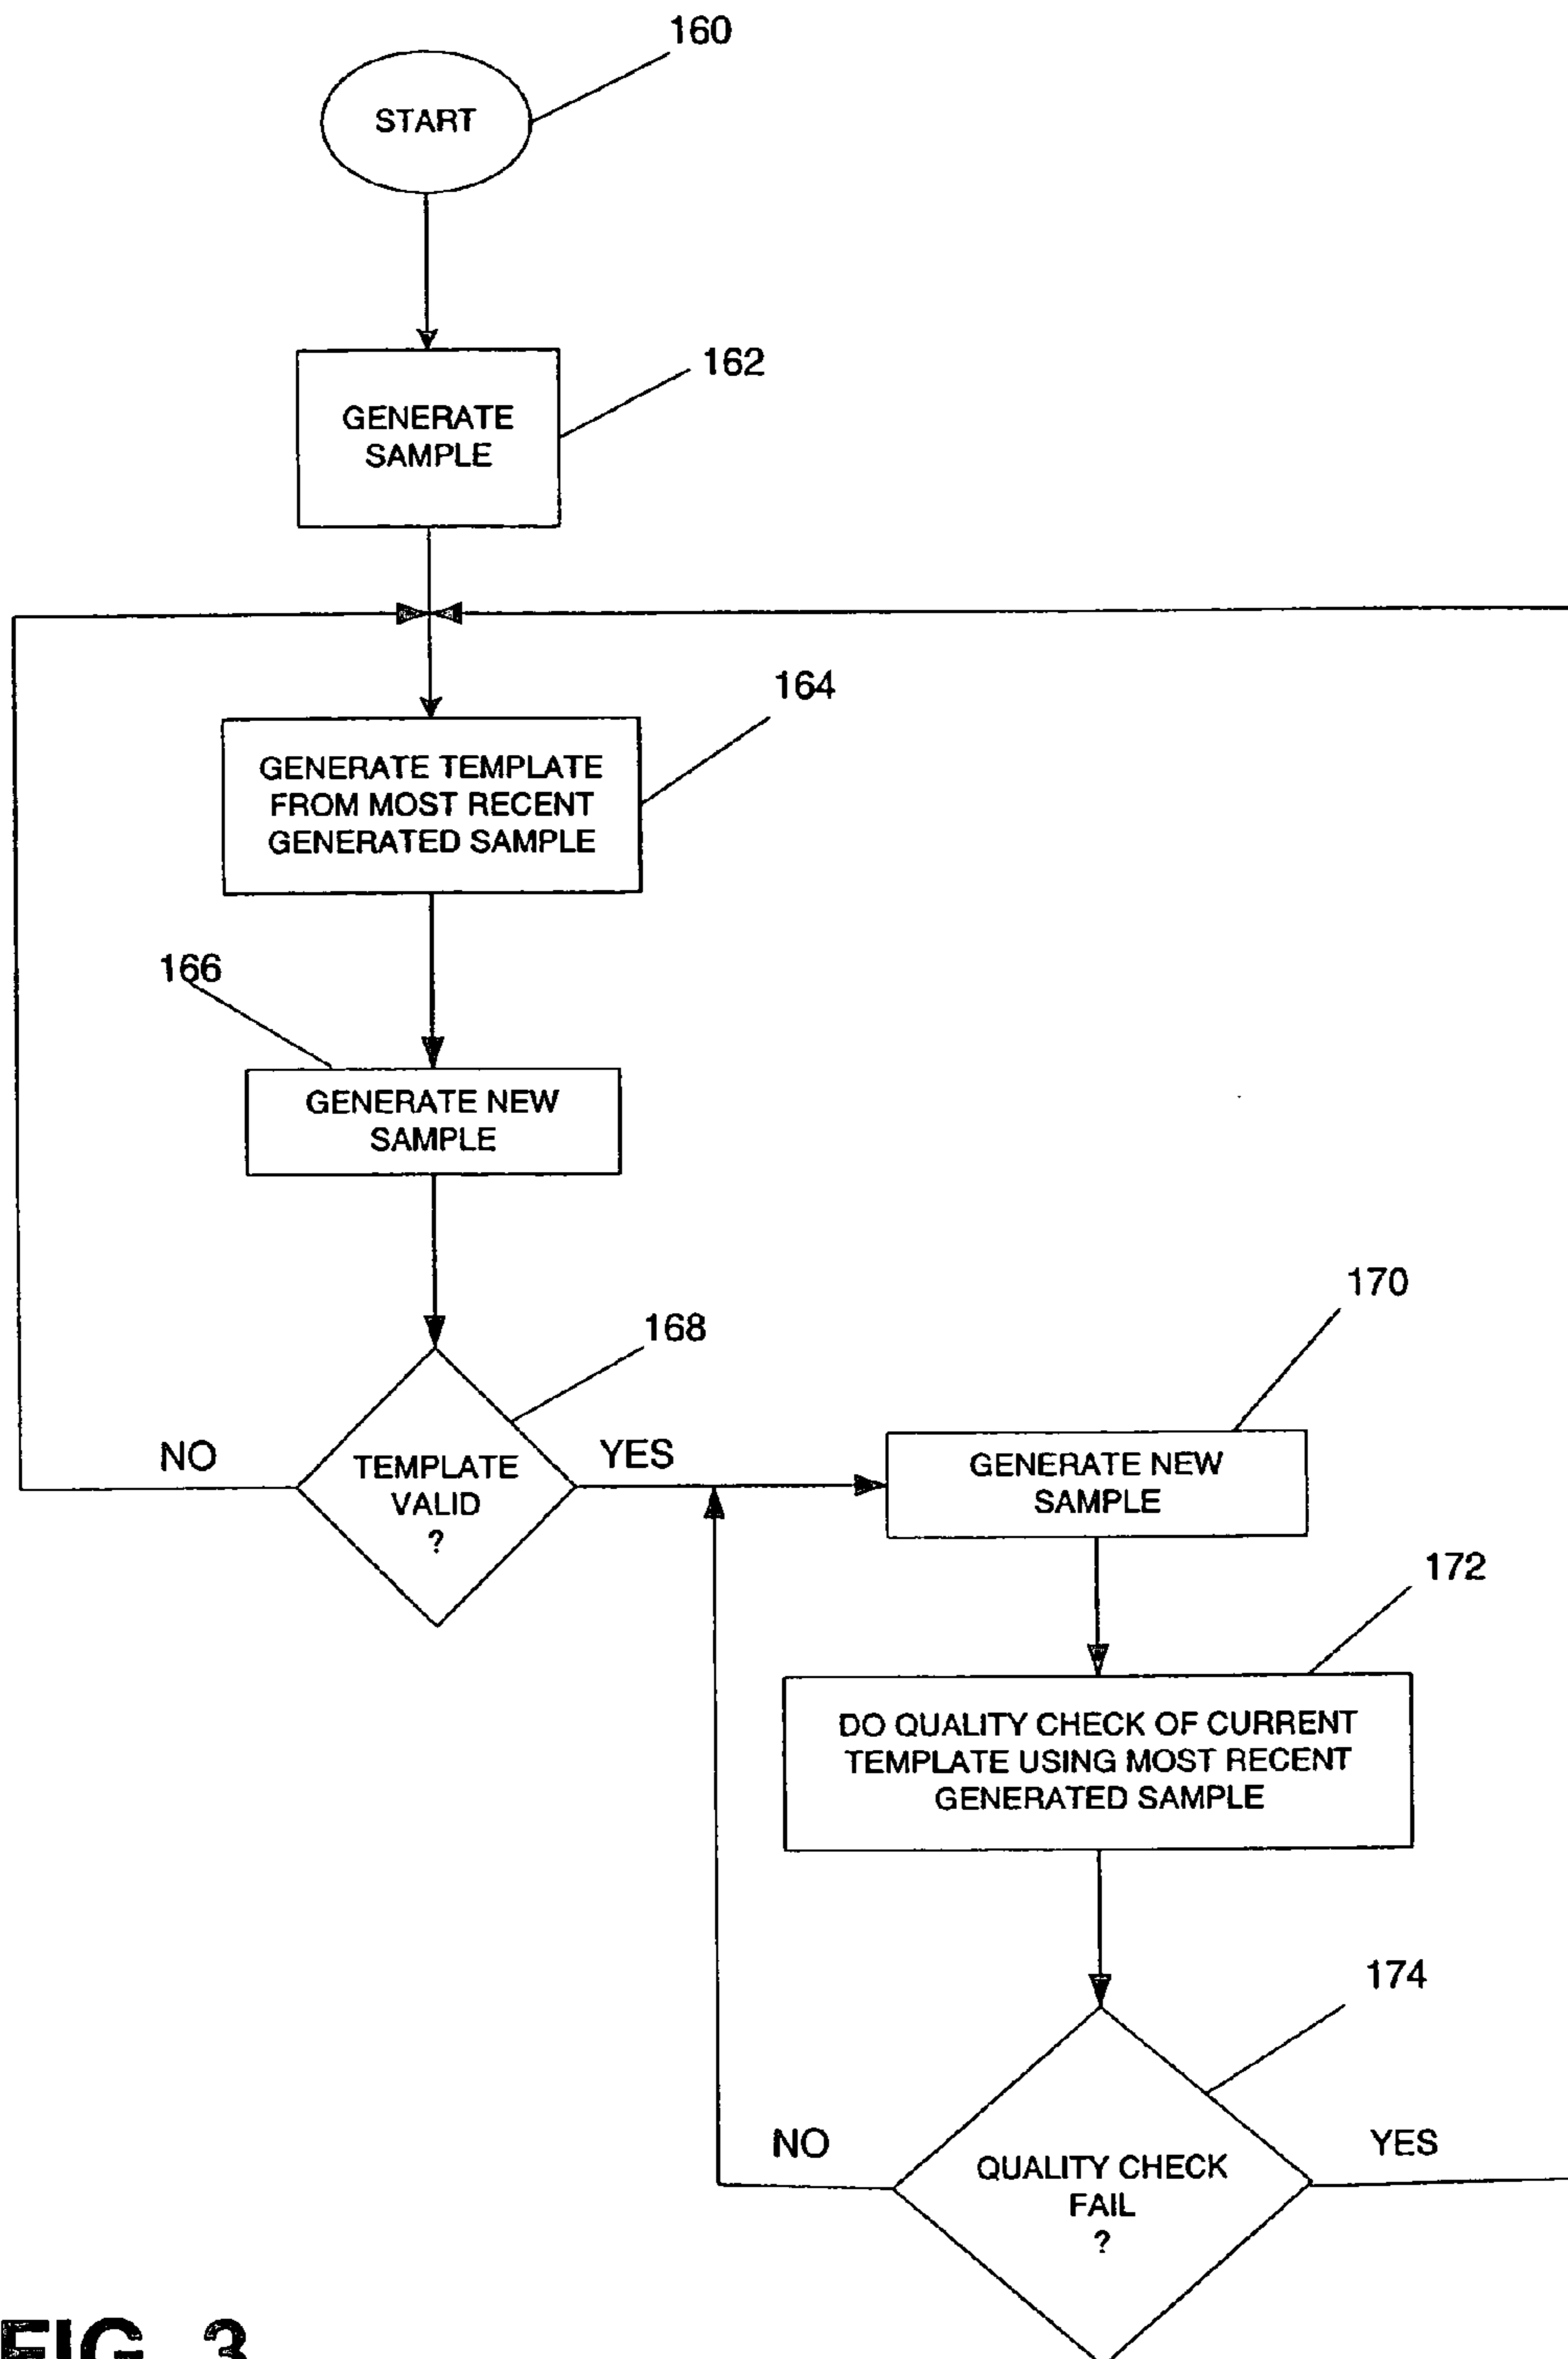 160
START
162
GENERATE
SAMPLE
164
GENERATE TEMPLATE
FROM MOST RECENT
GENERATED SAMPLE
166
GENERATE NEW
SAMPLE
168
NO
TEMPLATE
VALID
?
YES
170
GENERATE NEW
SAMPLE
172
DO QUALITY CHECK OF CURRENT
TEMPLATE USING MOST RECENT
GENERATED SAMPLE
174
NO
QUALITY CHECK
FAIL
?
YES
FIG. 3